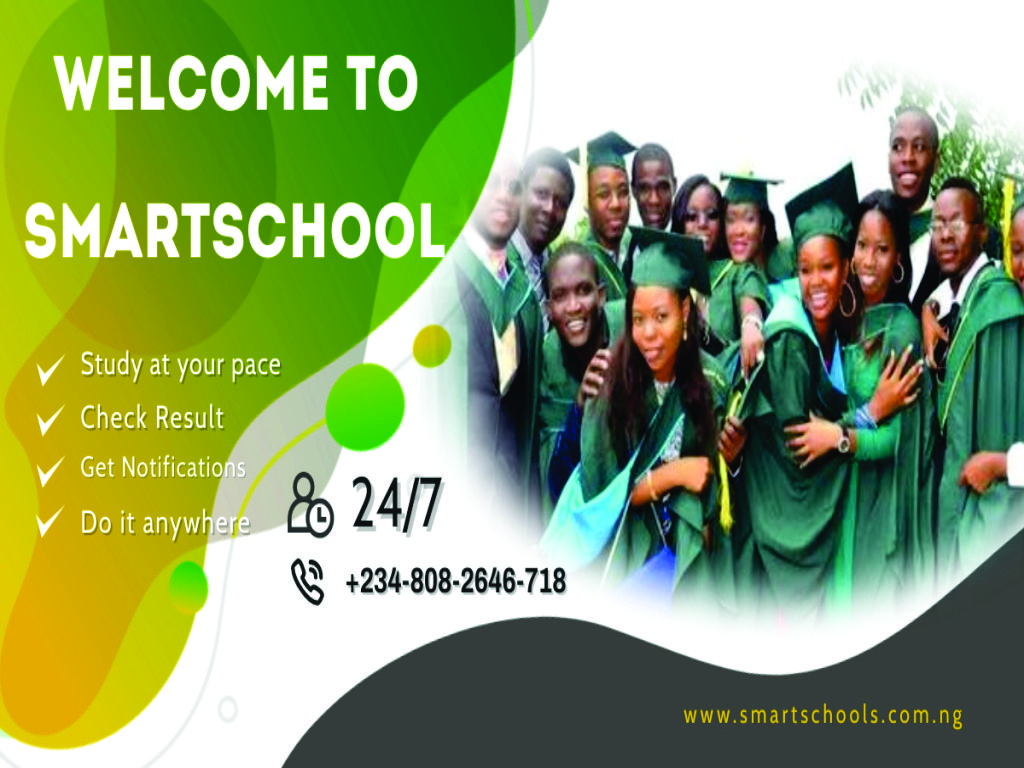 WELCOME TO
SMARTSCHOOL
Study at your pace
Check Result
Get Notifications
Do it anywhere
24/7
+234-808-2646-718
www.smartschools.com.ng